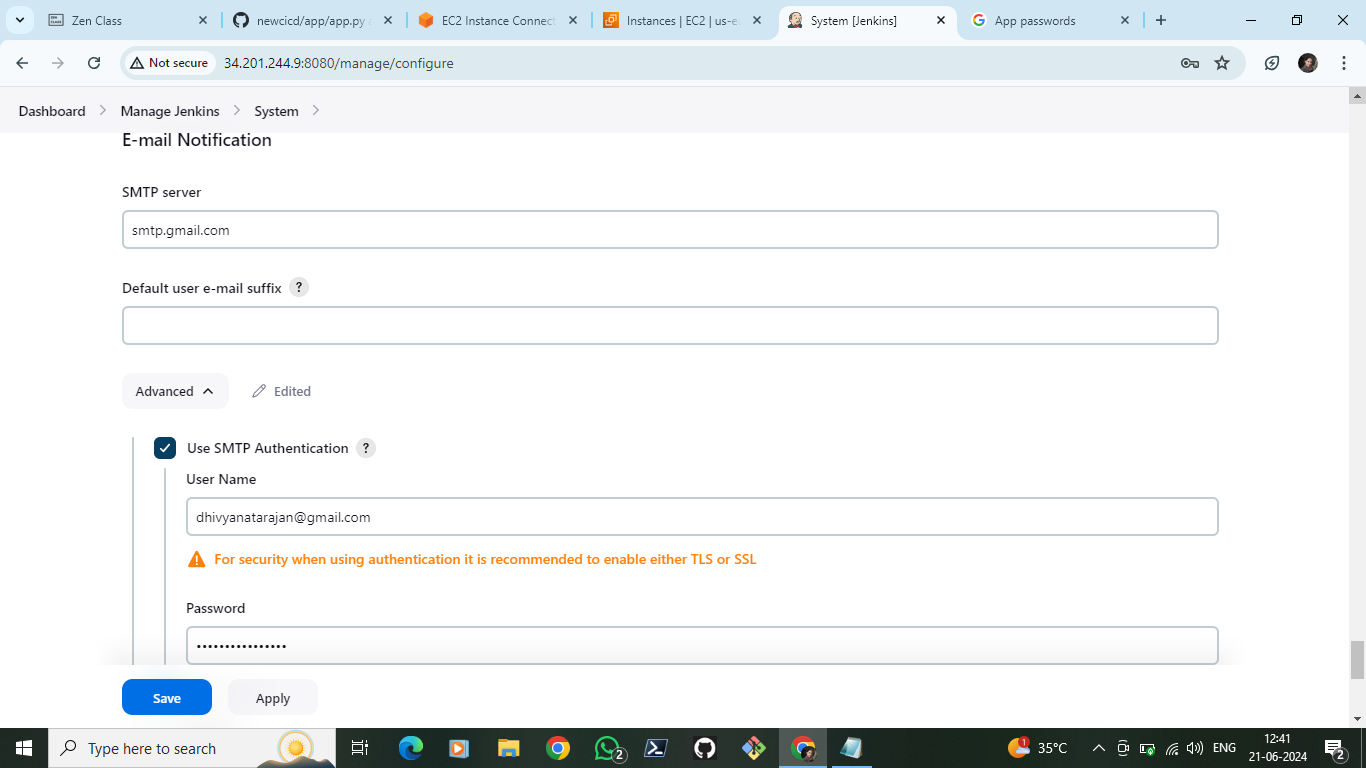 Zen Class
newcicd/app/app.py a
EC2 Instance Connect
Instances | EC2 | us-e
System [Jenkins]
App passwords
Not secure
34.201.244.9:8080/manage/configure
Dashboard
Manage Jenkins
System
E-mail Notification
SMTP server
smtp.gmail.com
Default user e-mail suffix ?
Advanced
Edited
Use SMTP Authentication ?
User Name
dhivyanatarajan@gmail.com
For security when using authentication it is recommended to enable either TLS or SSL
Password
••••••••••••••••
Save
Apply
Type here to search
2
1
35°C
ENG
12:41
21-06-2024
2